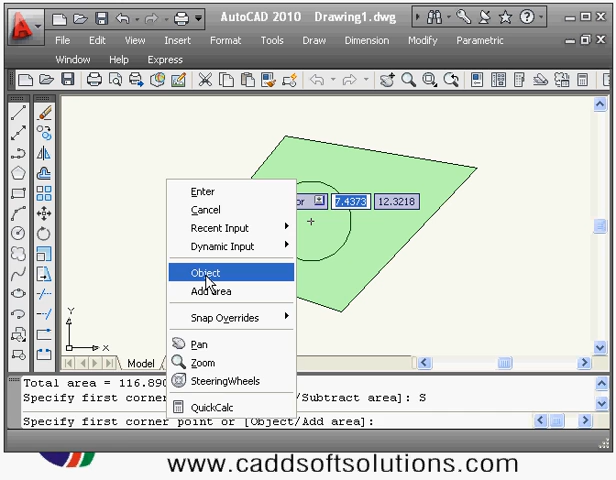 AutoCAD 2010 Drawing1.dwg
File Edit View Insert Format Tools Draw Dimension Modify Parametric
Window Help Express
or 7.4373 12.3218
Enter
Cancel
Recent Input
Dynamic Input
Object
Add area
Snap Overrides
Pan
Zoom
SteeringWheels
QuickCalc
Y
X
Model
Total area = 116.890
Specify first corner /Subtract area]: S
Specify first corner point or [Object/Add area]:
www.caddsoftsolutions.com